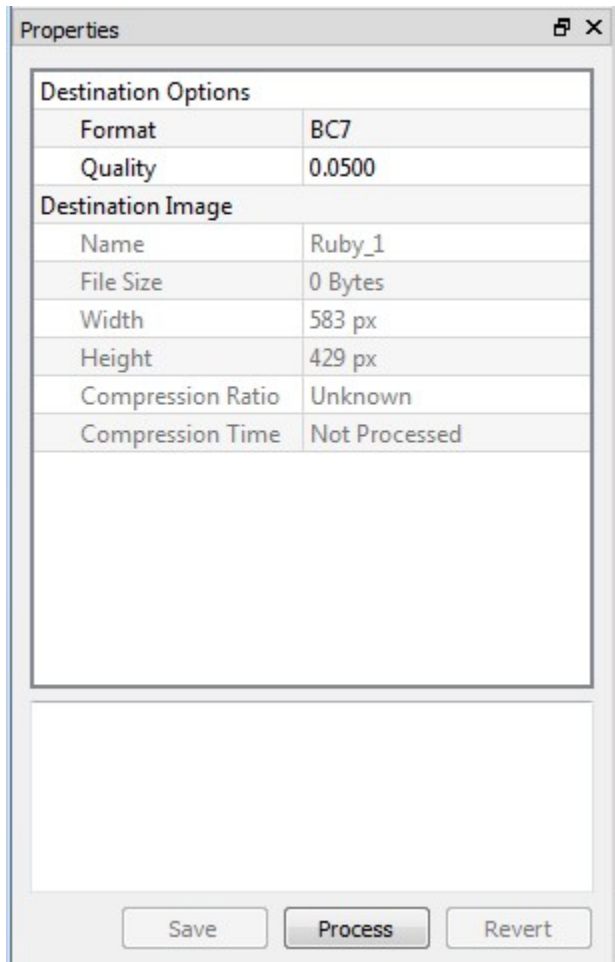 Properties
Destination Options
Format BC7
Quality 0.0500
Destination Image
Name Ruby_1
File Size 0 Bytes
Width 583 px
Height 429 px
Compression Ratio Unknown
Compression Time Not Processed
Save Process Revert